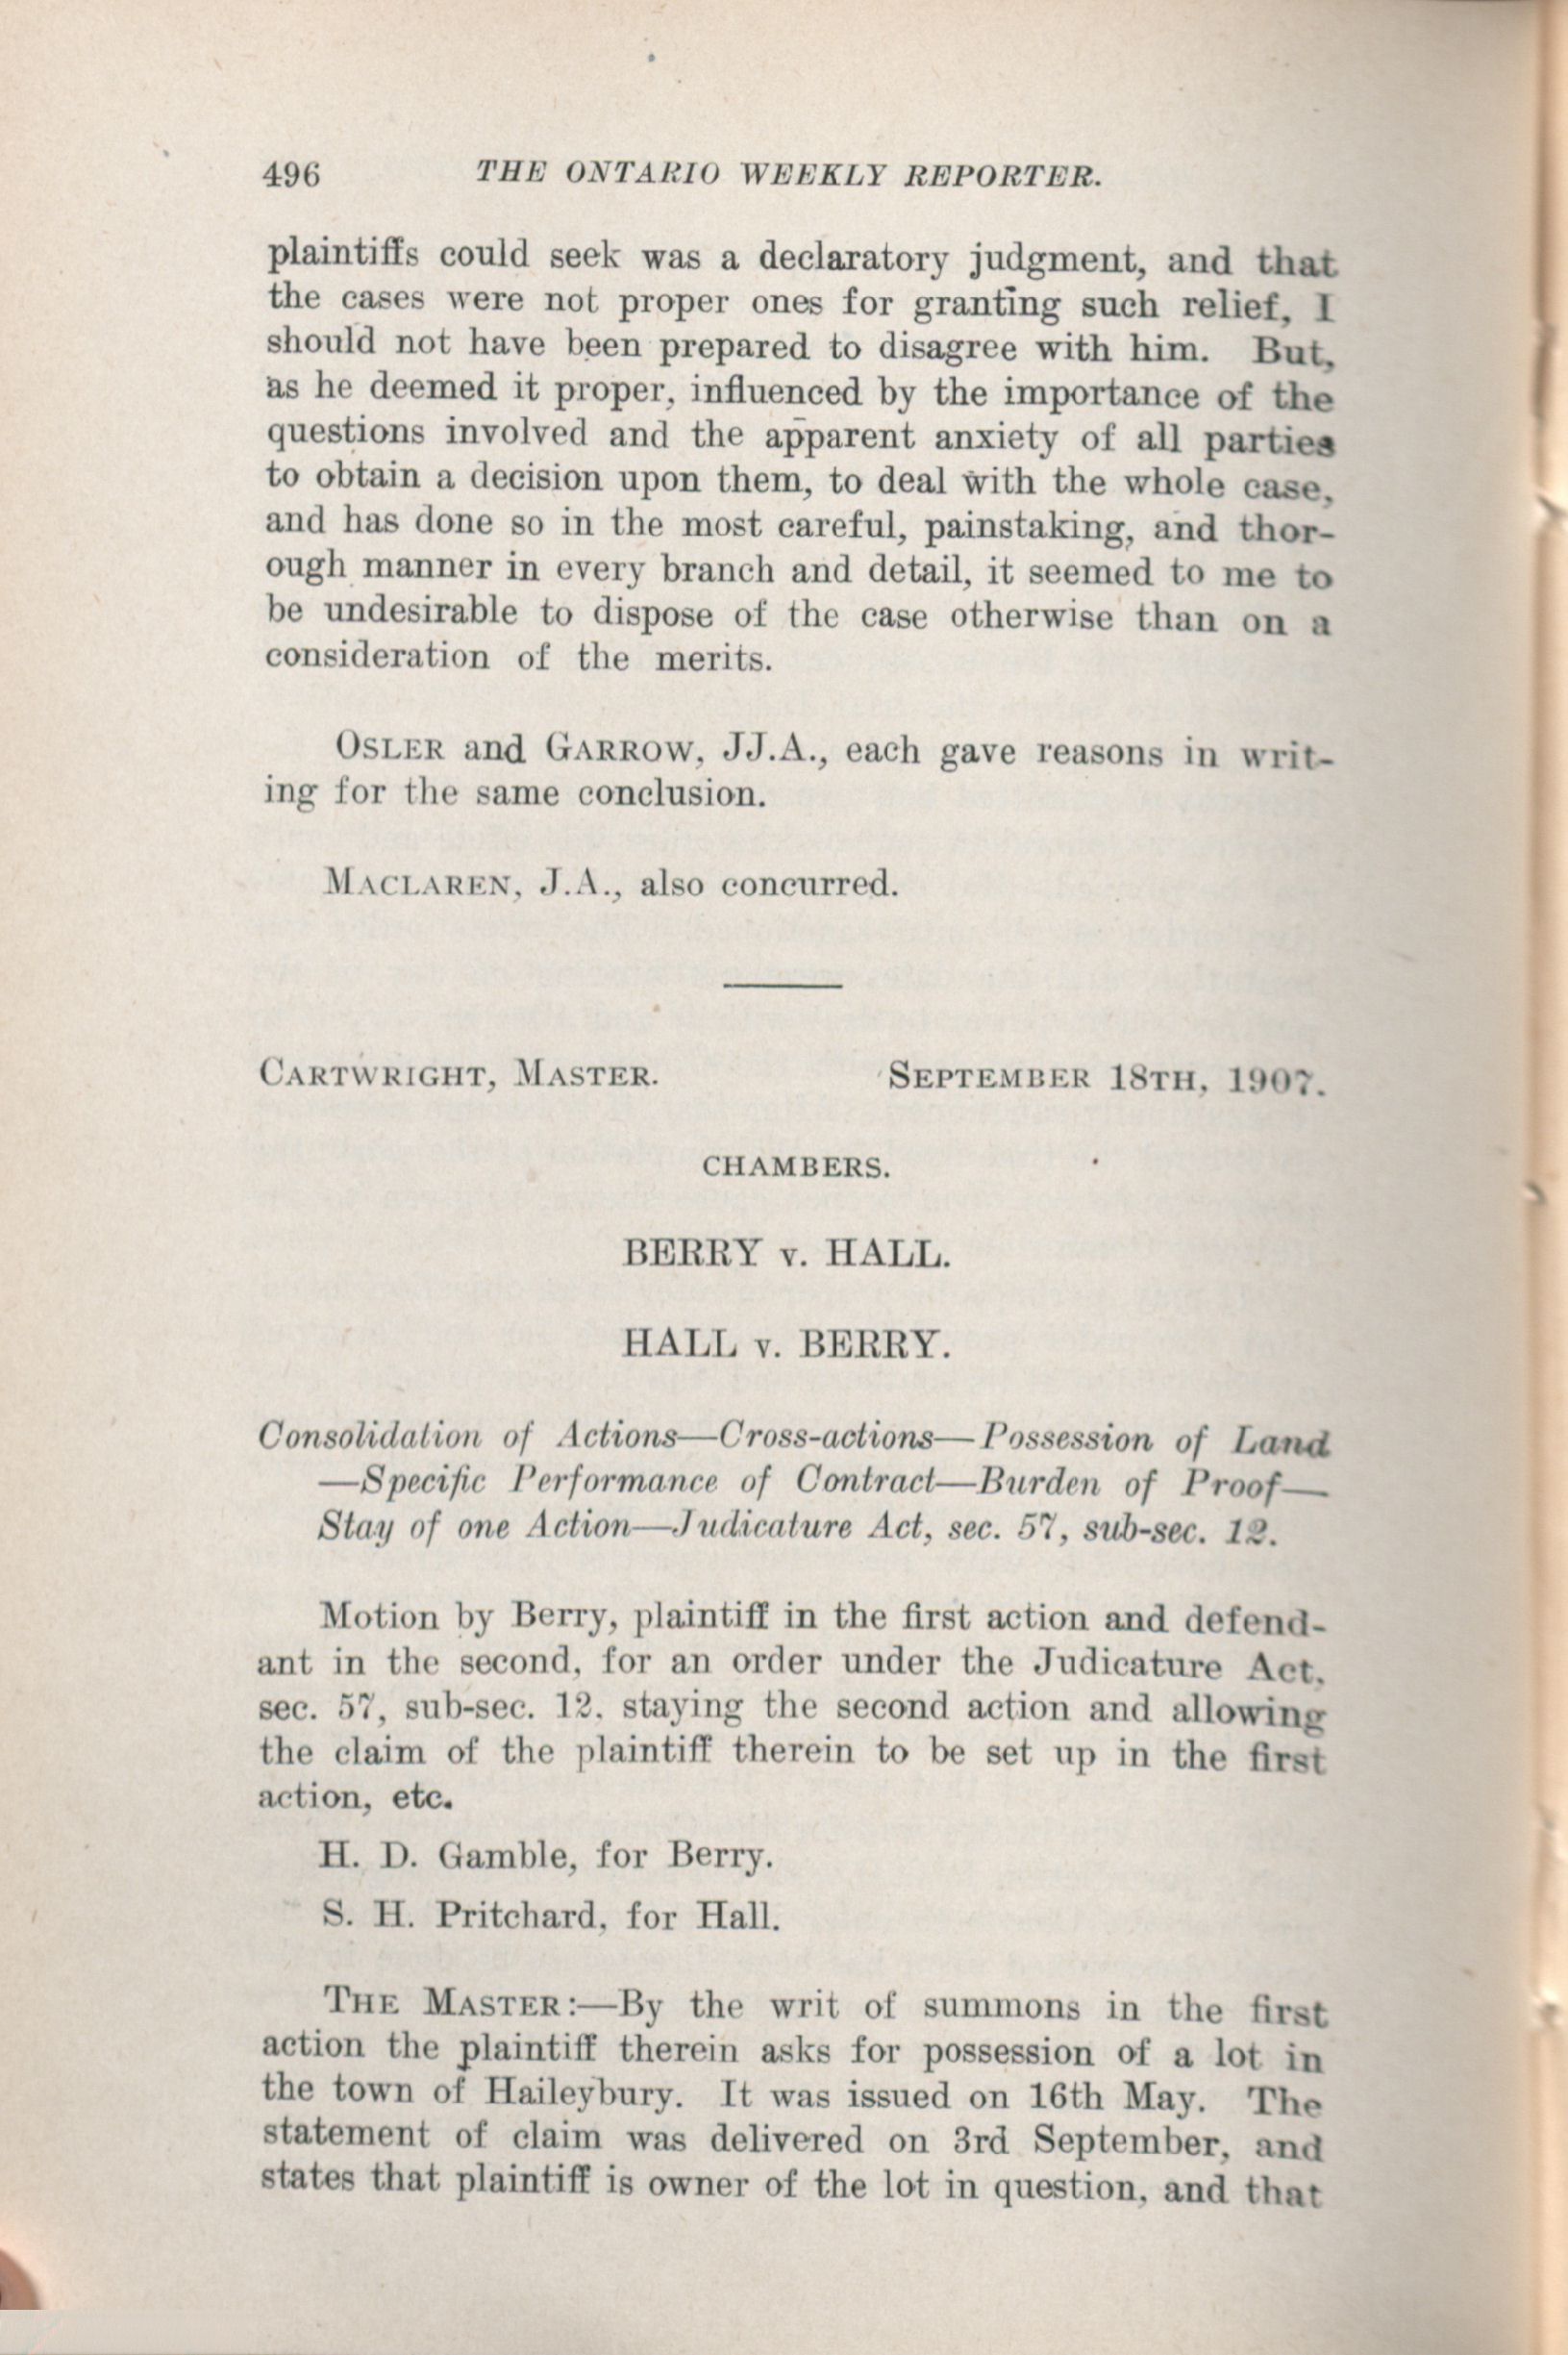 496 THE ONTARIO WEEKLY REPORTER.
plaintiffs could seek was a declaratory judgment, and that
the cases were not proper ones for granting such relief, I
should not have been prepared to disagree with him. But,
as he deemed it proper, influenced by the importance of the
questions involved and the apparent anxiety of all parties
to obtain a decision upon them, to deal with the whole case,
and has done so in the most careful, painstaking, and thor-
ough manner in every branch and detail, it seemed to me to
be undesirable to dispose of the case otherwise than on a
consideration of the merits.
OSLER and GARROW, JJ.A., each gave reasons in writ-
ing for the same conclusion.
MACLAREN, J.A., also concurred.
CARTWRIGHT, MASTER. SEPTEMBER 18TH, 1907.
CHAMBERS.
BERRY v. HALL.
HALL v. BERRY.
Consolidation of Actions—Cross-actions—Possession of Land
—Specific Performance of Contract—Burden of Proof—
Stay of one Action—Judicature Act, sec. 57, sub-sec. 12.
Motion by Berry, plaintiff in the first action and defend-
ant in the second, for an order under the Judicature Act,
sec. 57, sub-sec. 12, staying the second action and allowing
the claim of the plaintiff therein to be set up in the first
action, etc.
H. D. Gamble, for Berry.
S. H. Pritchard, for Hall.
THE MASTER:—By the writ of summons in the first
action the plaintiff therein asks for possession of a lot in
the town of Haileybury. It was issued on 16th May. The
statement of claim was delivered on 3rd September, and
states that plaintiff is owner of the lot in question, and that